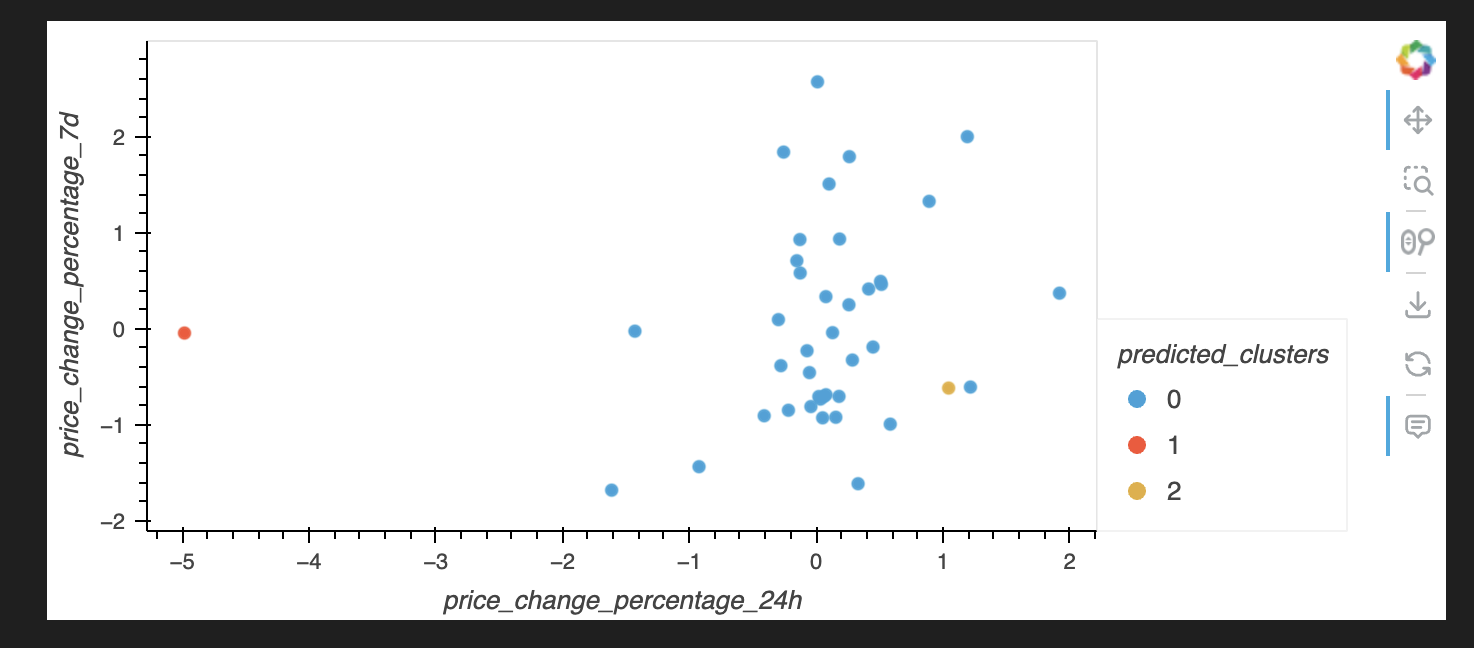 price_change_percentage_7d
2
1
0
−1
−2
−5 −4 −3 −2 −1 0 1 2
price_change_percentage_24h
predicted_clusters
0
1
2